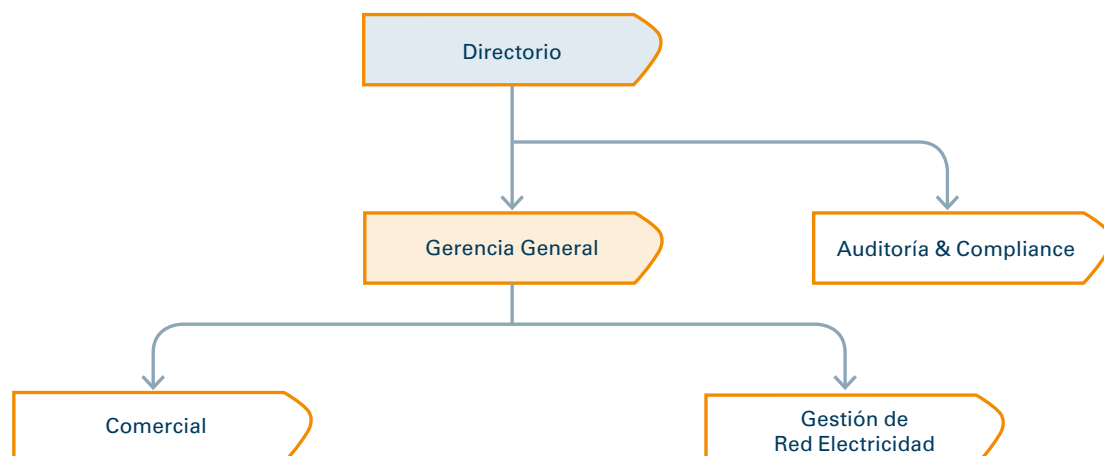 Directorio
Gerencia General
Auditoría & Compliance
Comercial
Gestión de
Red Electricidad